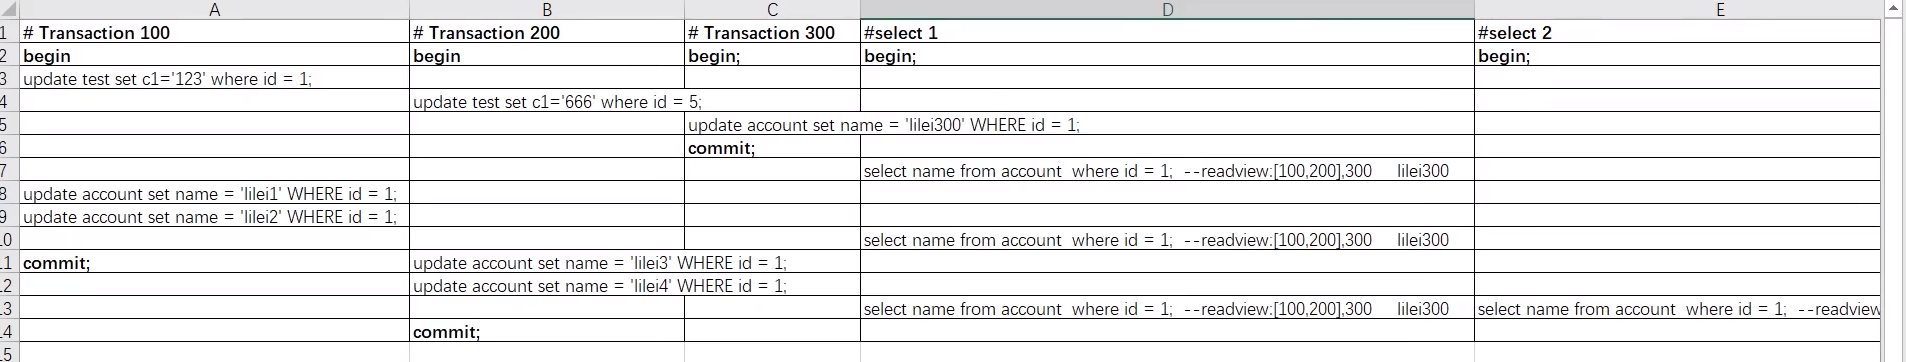 A B C D E
1 # Transaction 100 # Transaction 200 # Transaction 300 #select 1 #select 2
2 begin begin begin; begin; begin;
3 update test set c1='123' where id = 1;
4 update test set c1='666' where id = 5;
5 update account set name = 'lilei300' WHERE id = 1;
6 commit;
7 select name from account where id = 1; --readview:[100,200],300 lilei300
8 update account set name = 'lilei1' WHERE id = 1;
9 update account set name = 'lilei2' WHERE id = 1;
.0 select name from account where id = 1; --readview:[100,200],300 lilei300
.1 commit; update account set name = 'lilei3' WHERE id = 1;
.2 update account set name = 'lilei4' WHERE id = 1;
.3 select name from account where id = 1; --readview:[100,200],300 lilei300 select name from account where id = 1; --readview
.4 commit;
.5